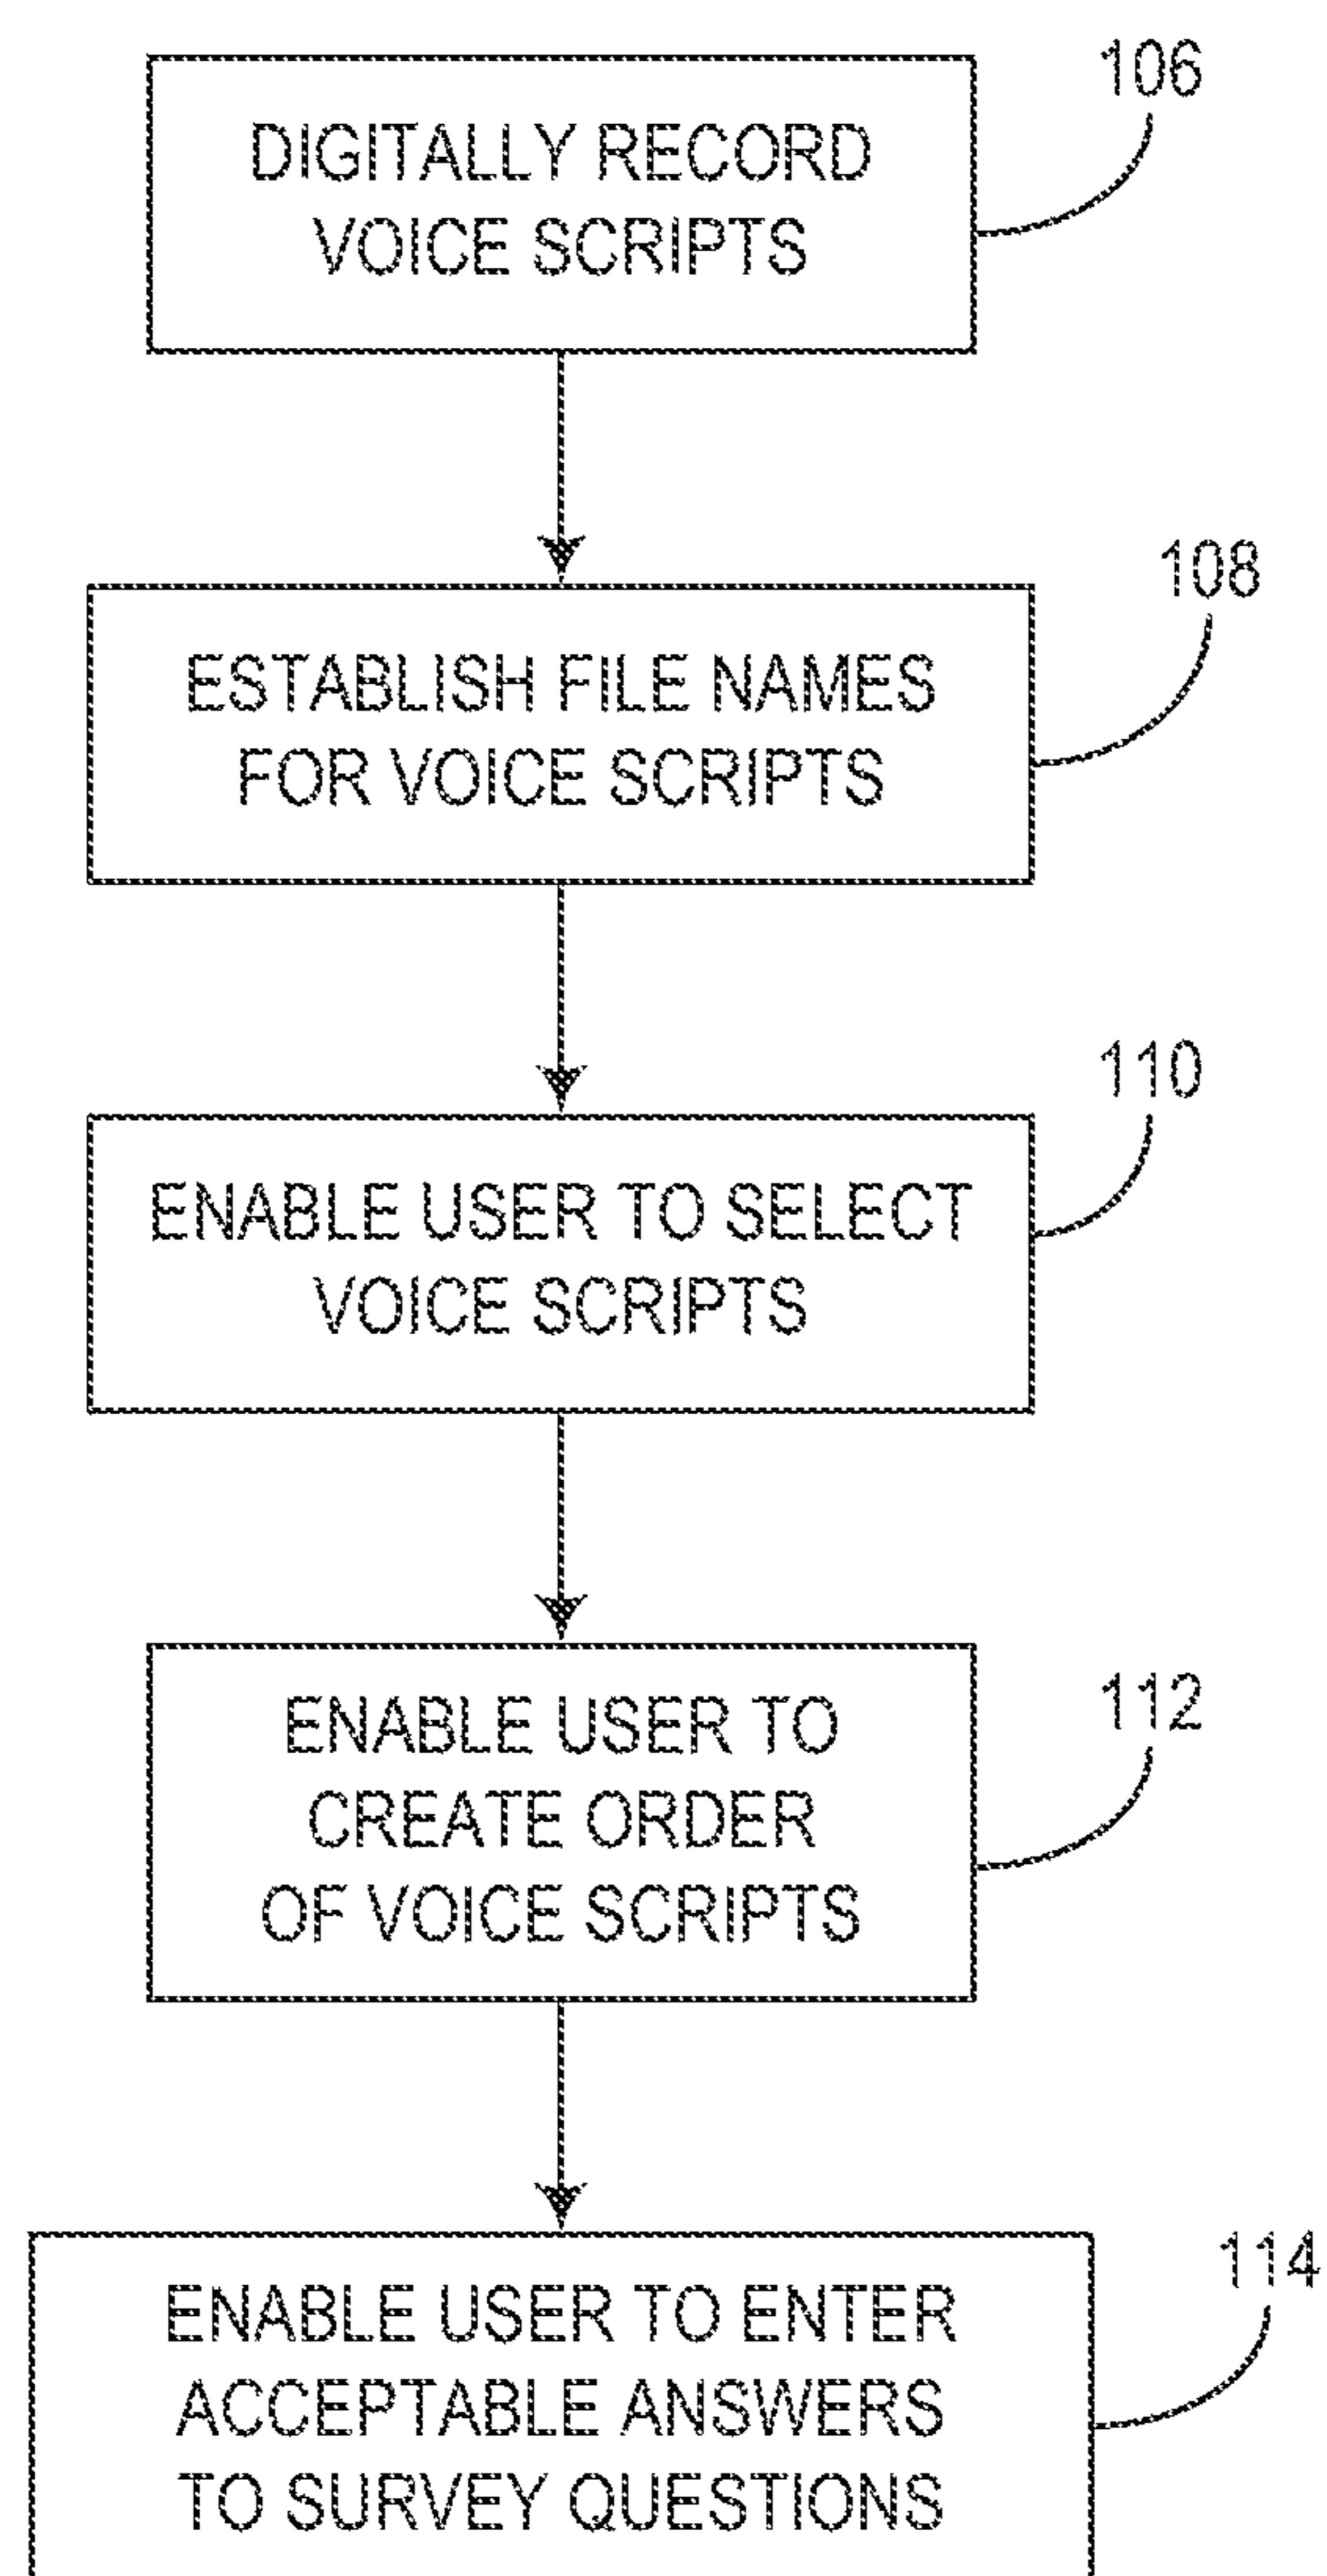 106
DIGITALLY RECORD
VOICE SCRIPTS
108
ESTABLISH FILE NAMES
FOR VOICE SCRIPTS
110
ENABLE USER TO SELECT
VOICE SCRIPTS
112
ENABLE USER TO
CREATE ORDER
OF VOICE SCRIPTS
114
ENABLE USER TO ENTER
ACCEPTABLE ANSWERS
TO SURVEY QUESTIONS